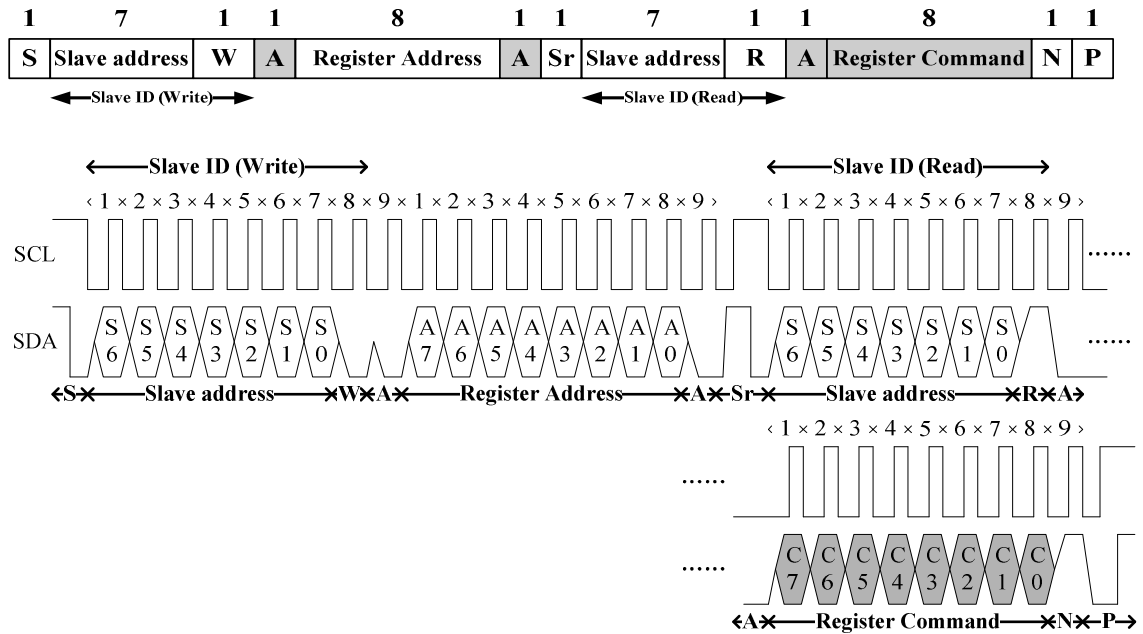 1 7 1 1 8 1 1 7 1 1 8 1 1
S Slave address W A Register Address A Sr Slave address R A Register Command N P
Slave ID (Write) Slave ID (Read)
Slave ID (Write) Slave ID (Read)
‹ 1 × 2 × 3 × 4 × 5 × 6 × 7 × 8 × 9 × 1 × 2 × 3 × 4 × 5 × 6 × 7 × 8 × 9 › ‹ 1 × 2 × 3 × 4 × 5 × 6 × 7 × 8 × 9 ›
SCL ......
SDA S6 S5 S4 S3 S2 S1 S0 A7 A6 A5 A4 A3 A2 A1 A0 S6 S5 S4 S3 S2 S1 S0 ......
S Slave address W A Register Address A Sr Slave address R A
‹ 1 × 2 × 3 × 4 × 5 × 6 × 7 × 8 × 9 ›
......
...... C7 C6 C5 C4 C3 C2 C1 C0
A Register Command N P